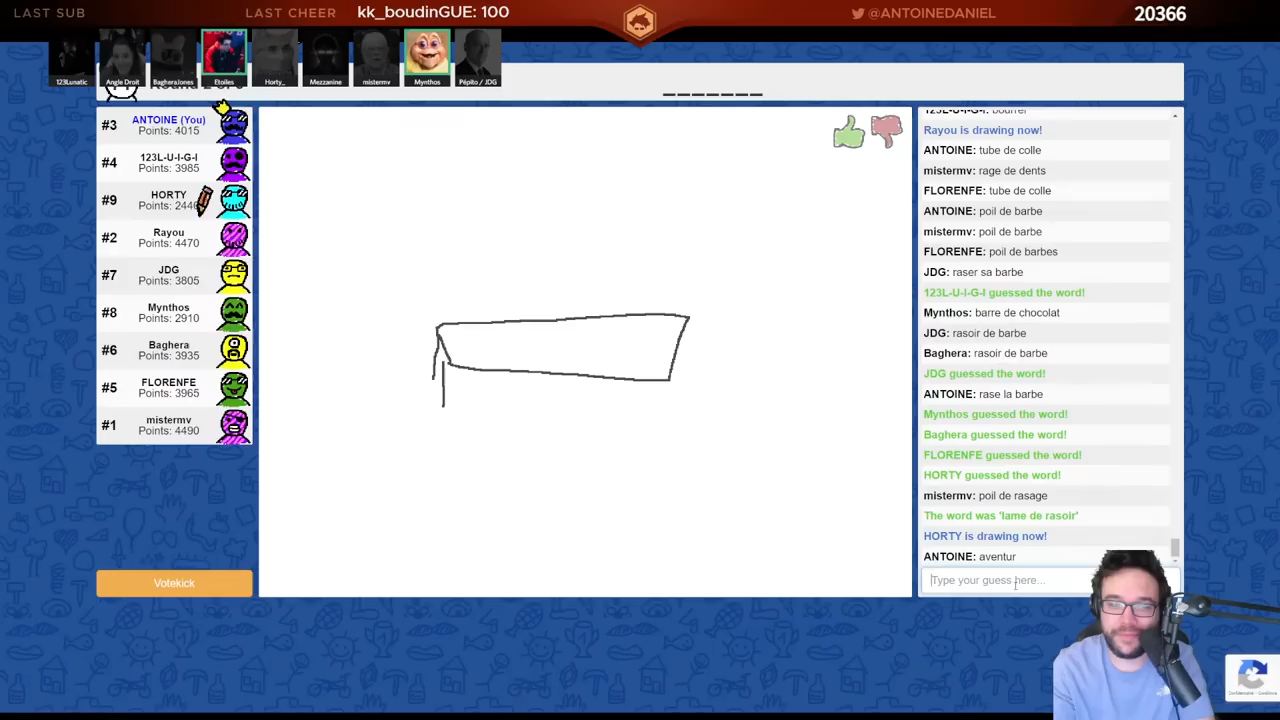 LAST SUB
LAST CHEER
kk_boudinGUE: 100
@ANTOINEDANIEL
20366
123Lunatic
Angle Droit
BagheraJones
Etoiles
Horty_
Mezzanine
mistermv
Mynthos
Pépito / JDG
_ _ _ _ _ _ _
#3
ANTOINE (You)
Points: 4015
#4
123L-U-I-G-I
Points: 3985
#9
HORTY
Points: 2446
#2
Rayou
Points: 4470
#7
JDG
Points: 3805
#8
Mynthos
Points: 2910
#6
Baghera
Points: 3935
#5
FLORENFE
Points: 3965
#1
mistermv
Points: 4490
Votekick
123L-U-I-G-I: bourrer
Rayou is drawing now!
ANTOINE: tube de colle
mistermv: rage de dents
FLORENFE: tube de colle
ANTOINE: poil de barbe
mistermv: poil de barbe
FLORENFE: poil de barbes
JDG: raser sa barbe
123L-U-I-G-I guessed the word!
Mynthos: barre de chocolat
JDG: rasoir de barbe
Baghera: rasoir de barbe
JDG guessed the word!
ANTOINE: rase la barbe
Mynthos guessed the word!
Baghera guessed the word!
FLORENFE guessed the word!
HORTY guessed the word!
mistermv: poil de rasage
The word was 'lame de rasoir'
HORTY is drawing now!
ANTOINE: aventur
Type your guess here...